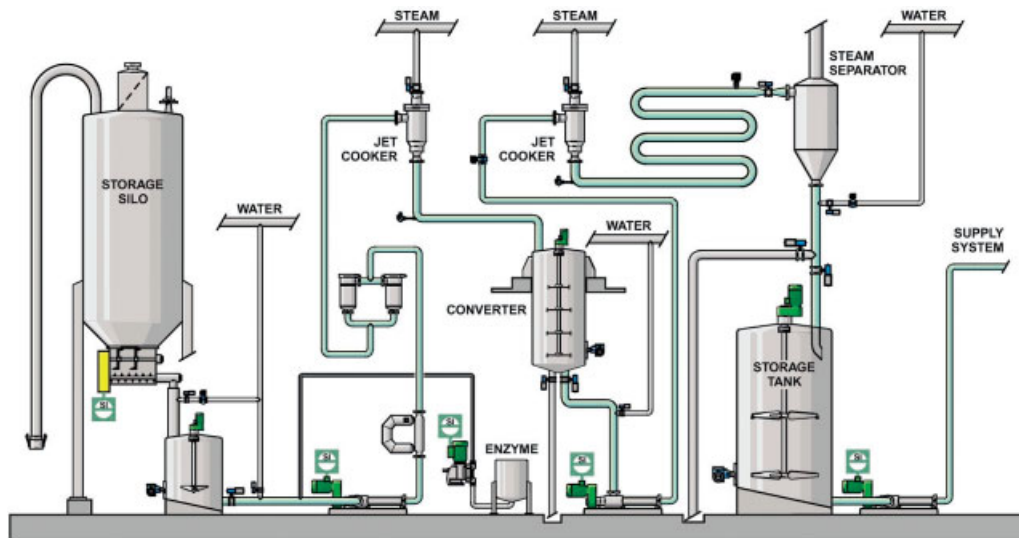 STEAM
STEAM
WATER
STEAM
SEPARATOR
JET
COOKER
JET
COOKER
STORAGE
SILO
WATER
WATER
SUPPLY
SYSTEM
CONVERTER
STORAGE
TANK
SI
SI
SI
ENZYME
SI
SI